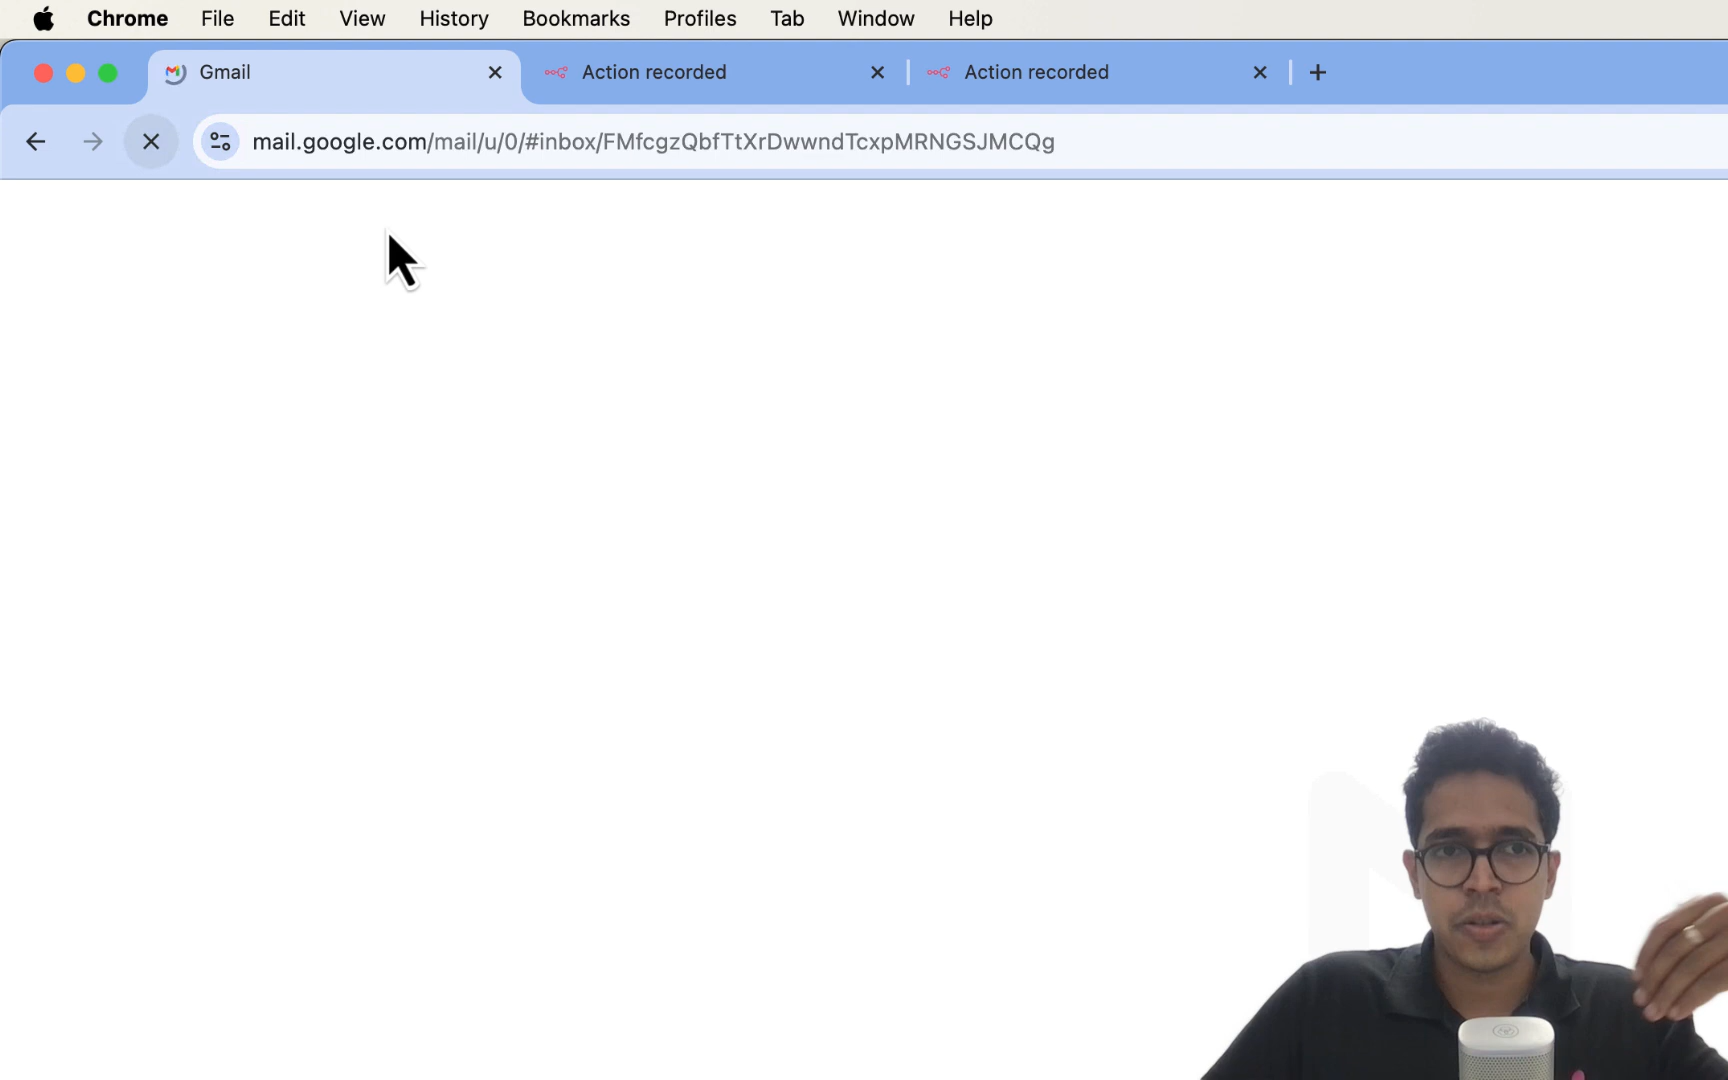 Chrome File Edit View History Bookmarks Profiles Tab Window Help
Gmail Action recorded Action recorded
mail.google.com/mail/u/0/#inbox/FMfcgzQbfTtXrDwwndTcxpMRNGSJMCQg